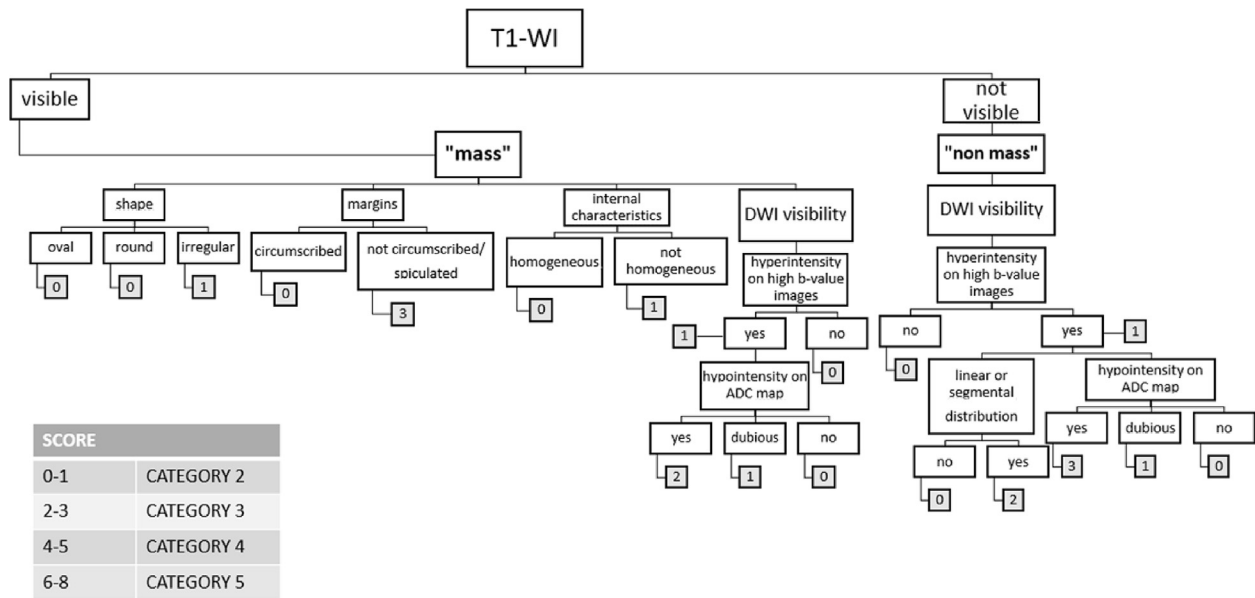 T1-WI
visible
not
visible
"mass"
"non mass"
shape
margins
internal
characteristics
DWI visibility
DWI visibility
oval
round
irregular
circumscribed
not circumscribed/
spiculated
homogeneous
not
homogeneous
hyperintensity
on high b-value
images
hyperintensity
on high b-value
images
0
0
1
0
3
0
1
1
yes
no
0
no
0
yes
1
hypointensity on
ADC map
linear or
segmental
distribution
hypointensity on
ADC map
yes
dubious
no
2
1
0
no
yes
0
2
yes
dubious
no
3
1
0
SCORE
0-1 CATEGORY 2
2-3 CATEGORY 3
4-5 CATEGORY 4
6-8 CATEGORY 5